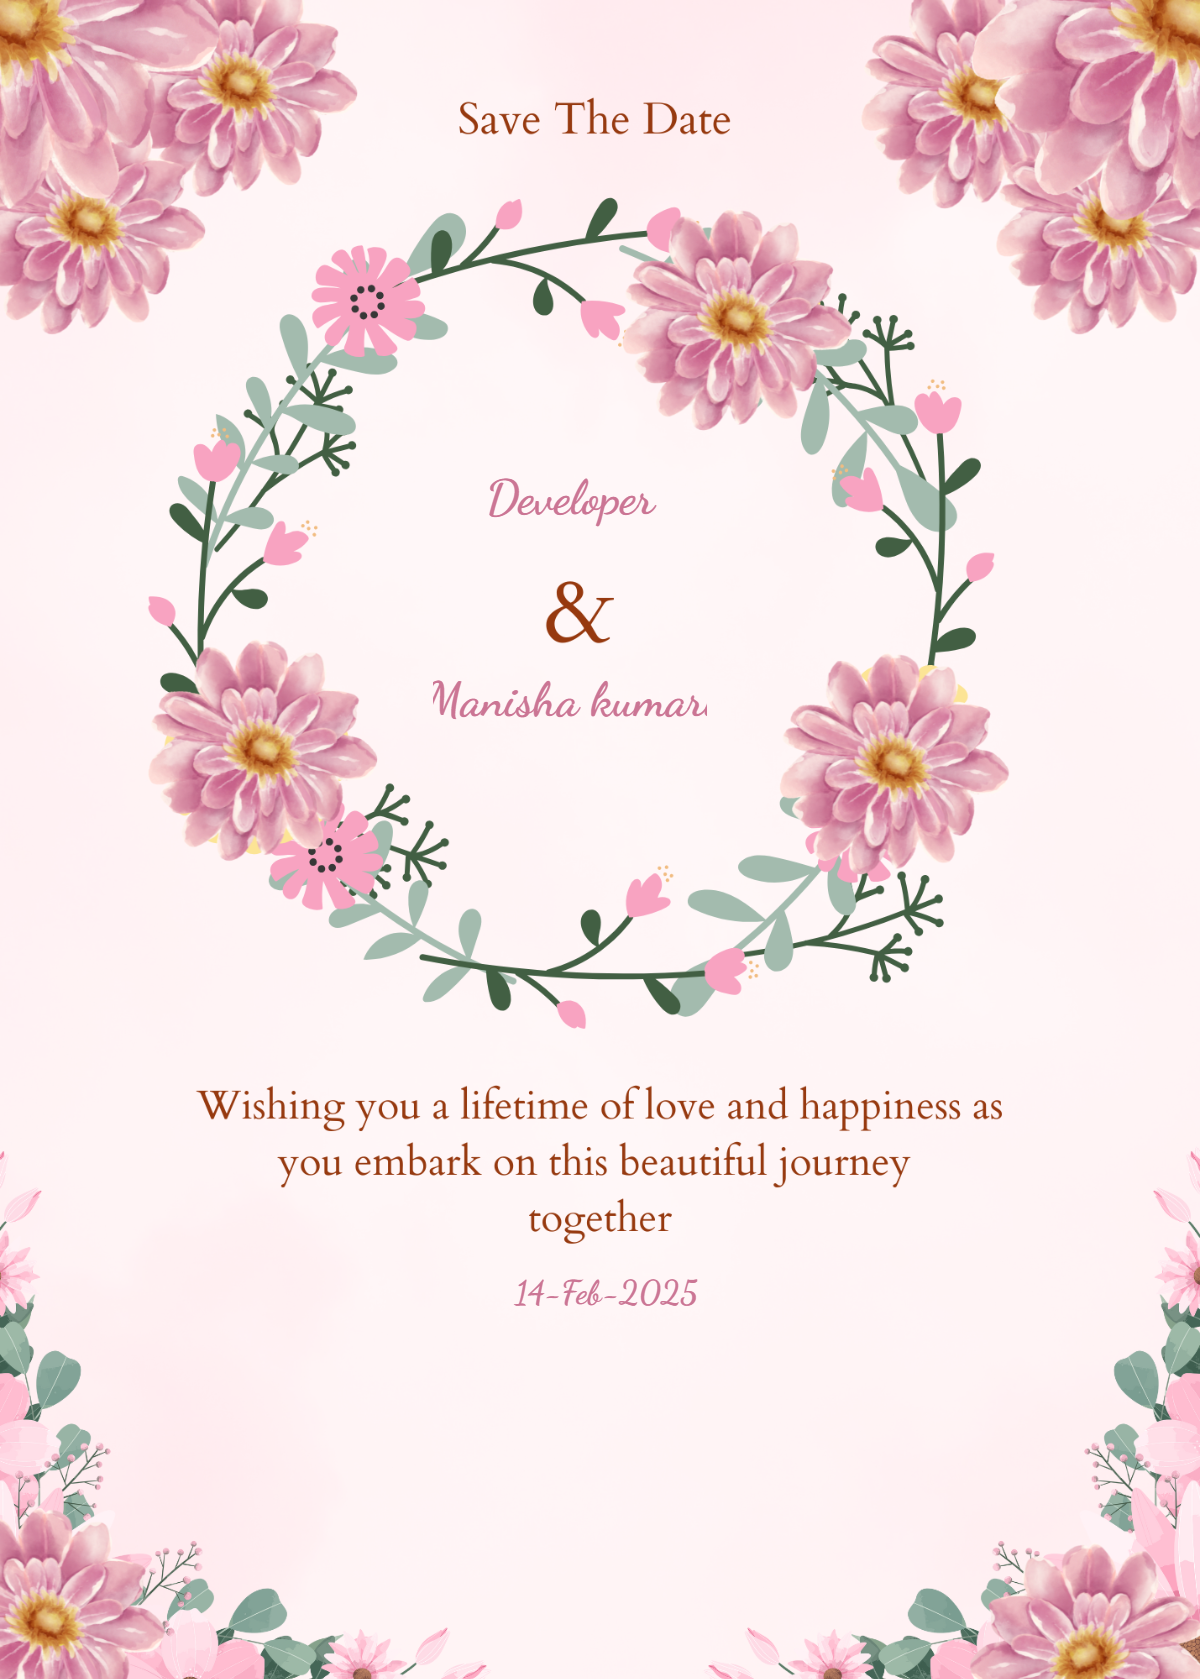 Save The Date
Developer
&
Manisha kumari
Wishing you a lifetime of love and happiness as
you embark on this beautiful journey
together
14-Feb-2025